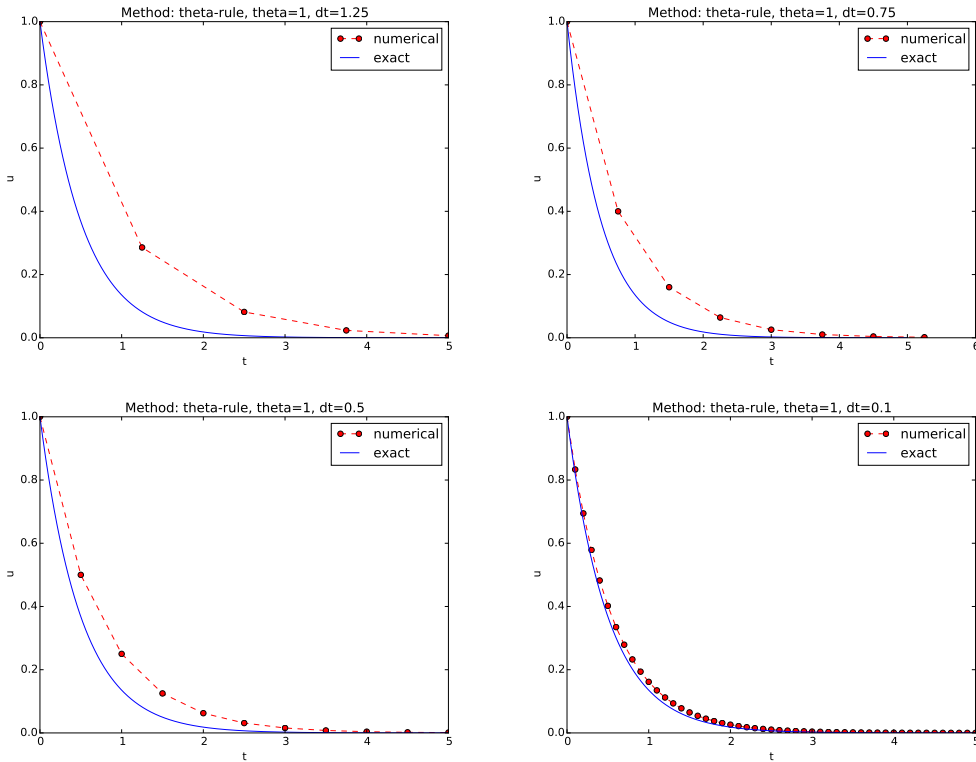 Method: theta-rule, theta=1, dt=1.25
1.0
0.8
0.6
0.4
0.2
0.0
u
numerical
exact
0 1 2 3 4 5
t
Method: theta-rule, theta=1, dt=0.75
1.0
0.8
0.6
0.4
0.2
0.0
u
numerical
exact
0 1 2 3 4 5 6
t
Method: theta-rule, theta=1, dt=0.5
1.0
0.8
0.6
0.4
0.2
0.0
u
numerical
exact
0 1 2 3 4 5
t
Method: theta-rule, theta=1, dt=0.1
1.0
0.8
0.6
0.4
0.2
0.0
u
numerical
exact
0 1 2 3 4 5
t